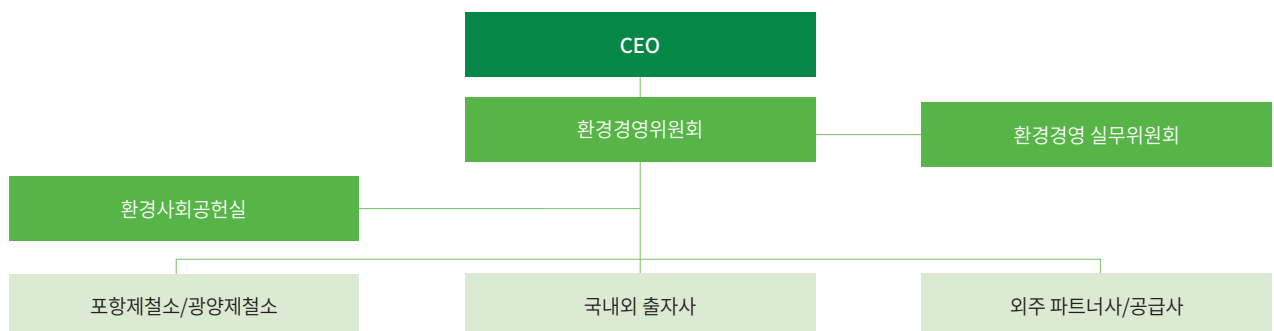 CEO
환경경영위원회
환경경영 실무위원회
환경사회공헌실
포항제철소/광양제철소
국내외 출자사
외주 파트너사/공급사